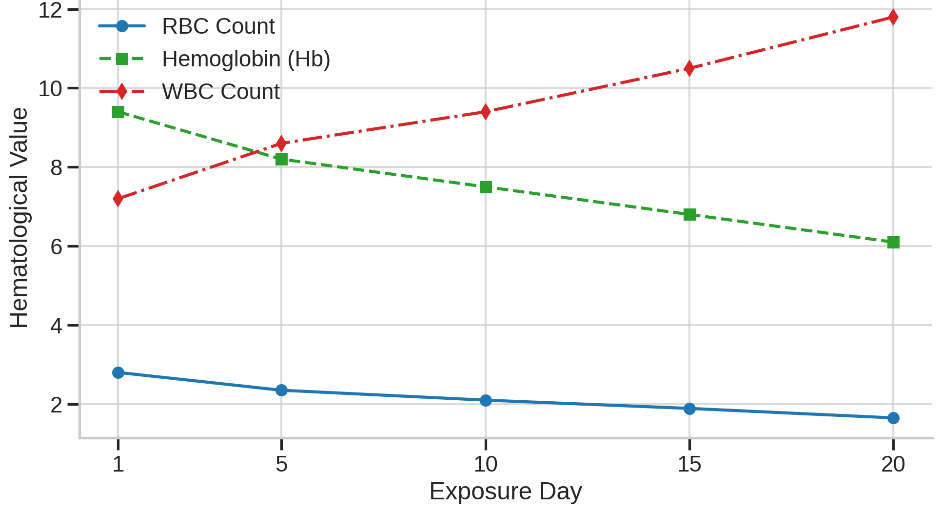 12
10
8
6
4
2
Hematological Value
RBC Count
Hemoglobin (Hb)
WBC Count
1 5 10 15 20
Exposure Day